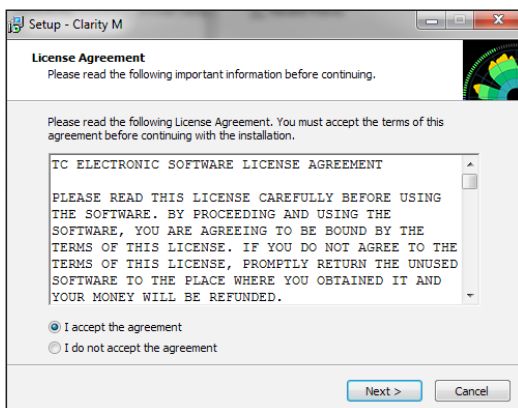 Setup - Clarity M
License Agreement
Please read the following important information before continuing.
Please read the following License Agreement. You must accept the terms of this
agreement before continuing with the installation.
TC ELECTRONIC SOFTWARE LICENSE AGREEMENT
PLEASE READ THIS LICENSE CAREFULLY BEFORE USING
THE SOFTWARE. BY PROCEEDING AND USING THE
SOFTWARE, YOU ARE AGREEING TO BE BOUND BY THE
TERMS OF THIS LICENSE. IF YOU DO NOT AGREE TO THE
TERMS OF THIS LICENSE, PROMPTLY RETURN THE UNUSED
SOFTWARE TO THE PLACE WHERE YOU OBTAINED IT AND
YOUR MONEY WILL BE REFUNDED.
I accept the agreement
I do not accept the agreement
Next > Cancel